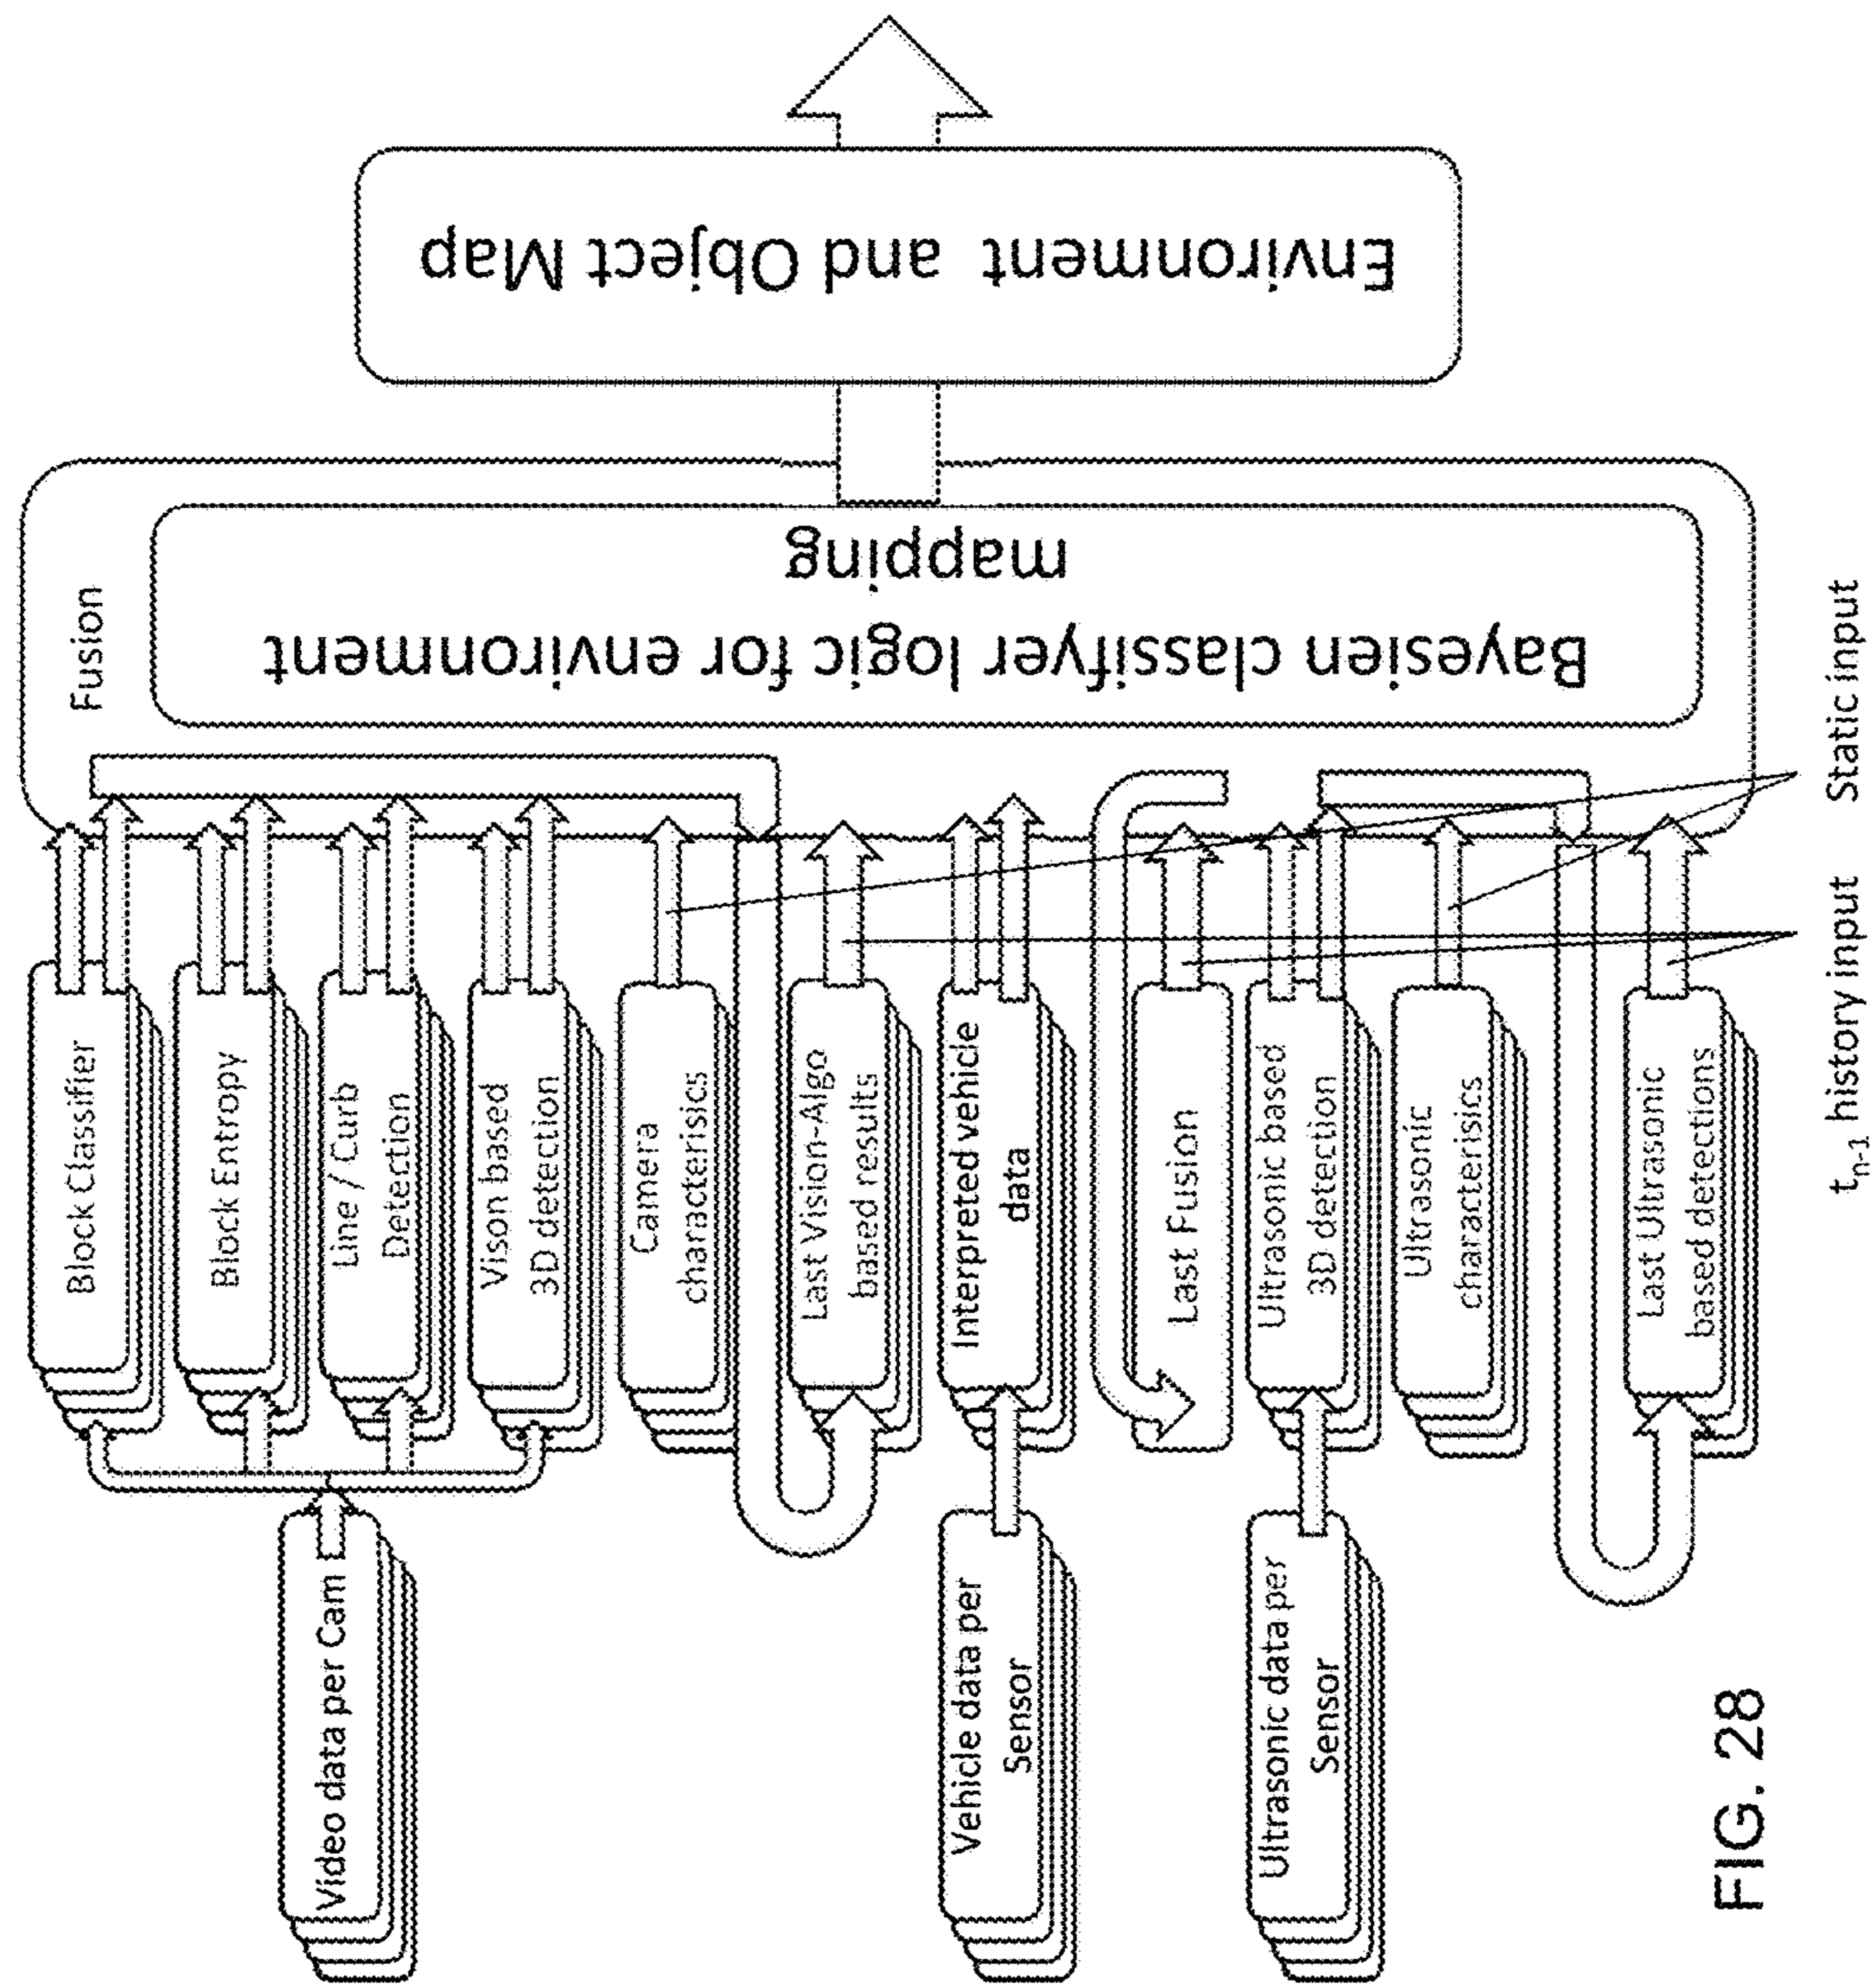 Video data per Cam
Vehicle data per
Sensor
Ultrasonic data per
Sensor
Block Classifier
Block Entropy
Line / Curb
Detection
Vison based
3D detection
Camera
characterisics
Last Vision-Algo
based results
Interpreted vehicle
data
Last Fusion
Ultrasonic based
3D detection
Ultrasonic
characterisics
Last Ultrasonic
based detections
Fusion
Bayesien classifyer logic for environment
mapping
Environment and Object Map
tn-1 history input
Static input
FIG. 28